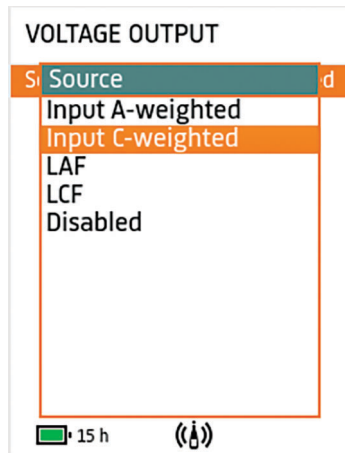 VOLTAGE OUTPUT
Source
Input A-weighted
Input C-weighted
LAF
LCF
Disabled
15 h